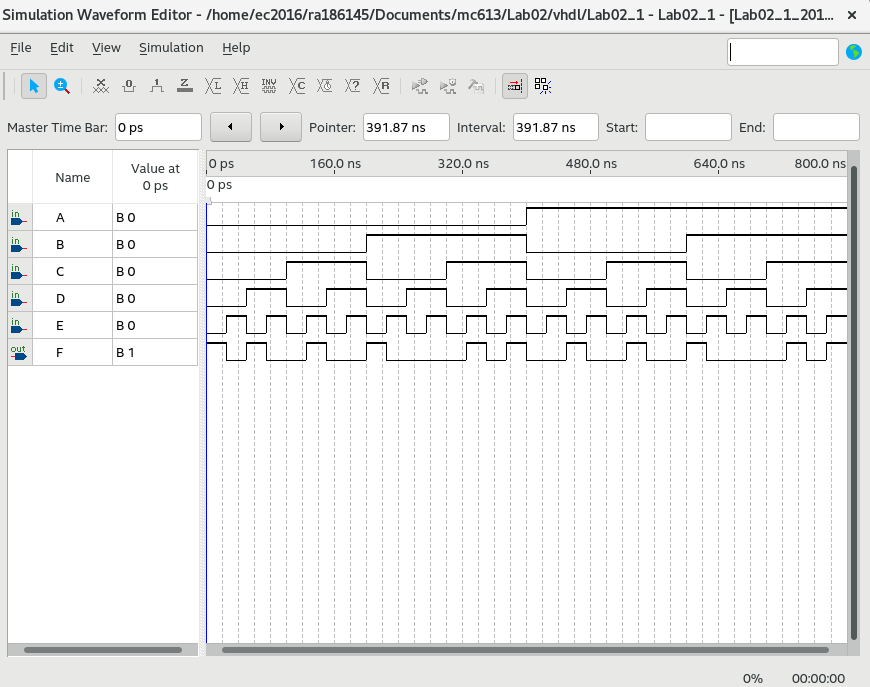 Simulation Waveform Editor - /home/ec2016/ra186145/Documents/mc613/Lab02/vhdl/Lab02_1 - Lab02_1 - [Lab02_1_201... ×
File Edit View Simulation Help
0 1 Z L H INV C ? R
Master Time Bar: 0 ps Pointer: 391.87 ns Interval: 391.87 ns Start: End:
Name Value at 0 ps
0 ps 160.0 ns 320.0 ns 480.0 ns 640.0 ns 800.0 ns
0 ps
in A B 0
in B B 0
in C B 0
in D B 0
in E B 0
out F B 1
0% 00:00:00